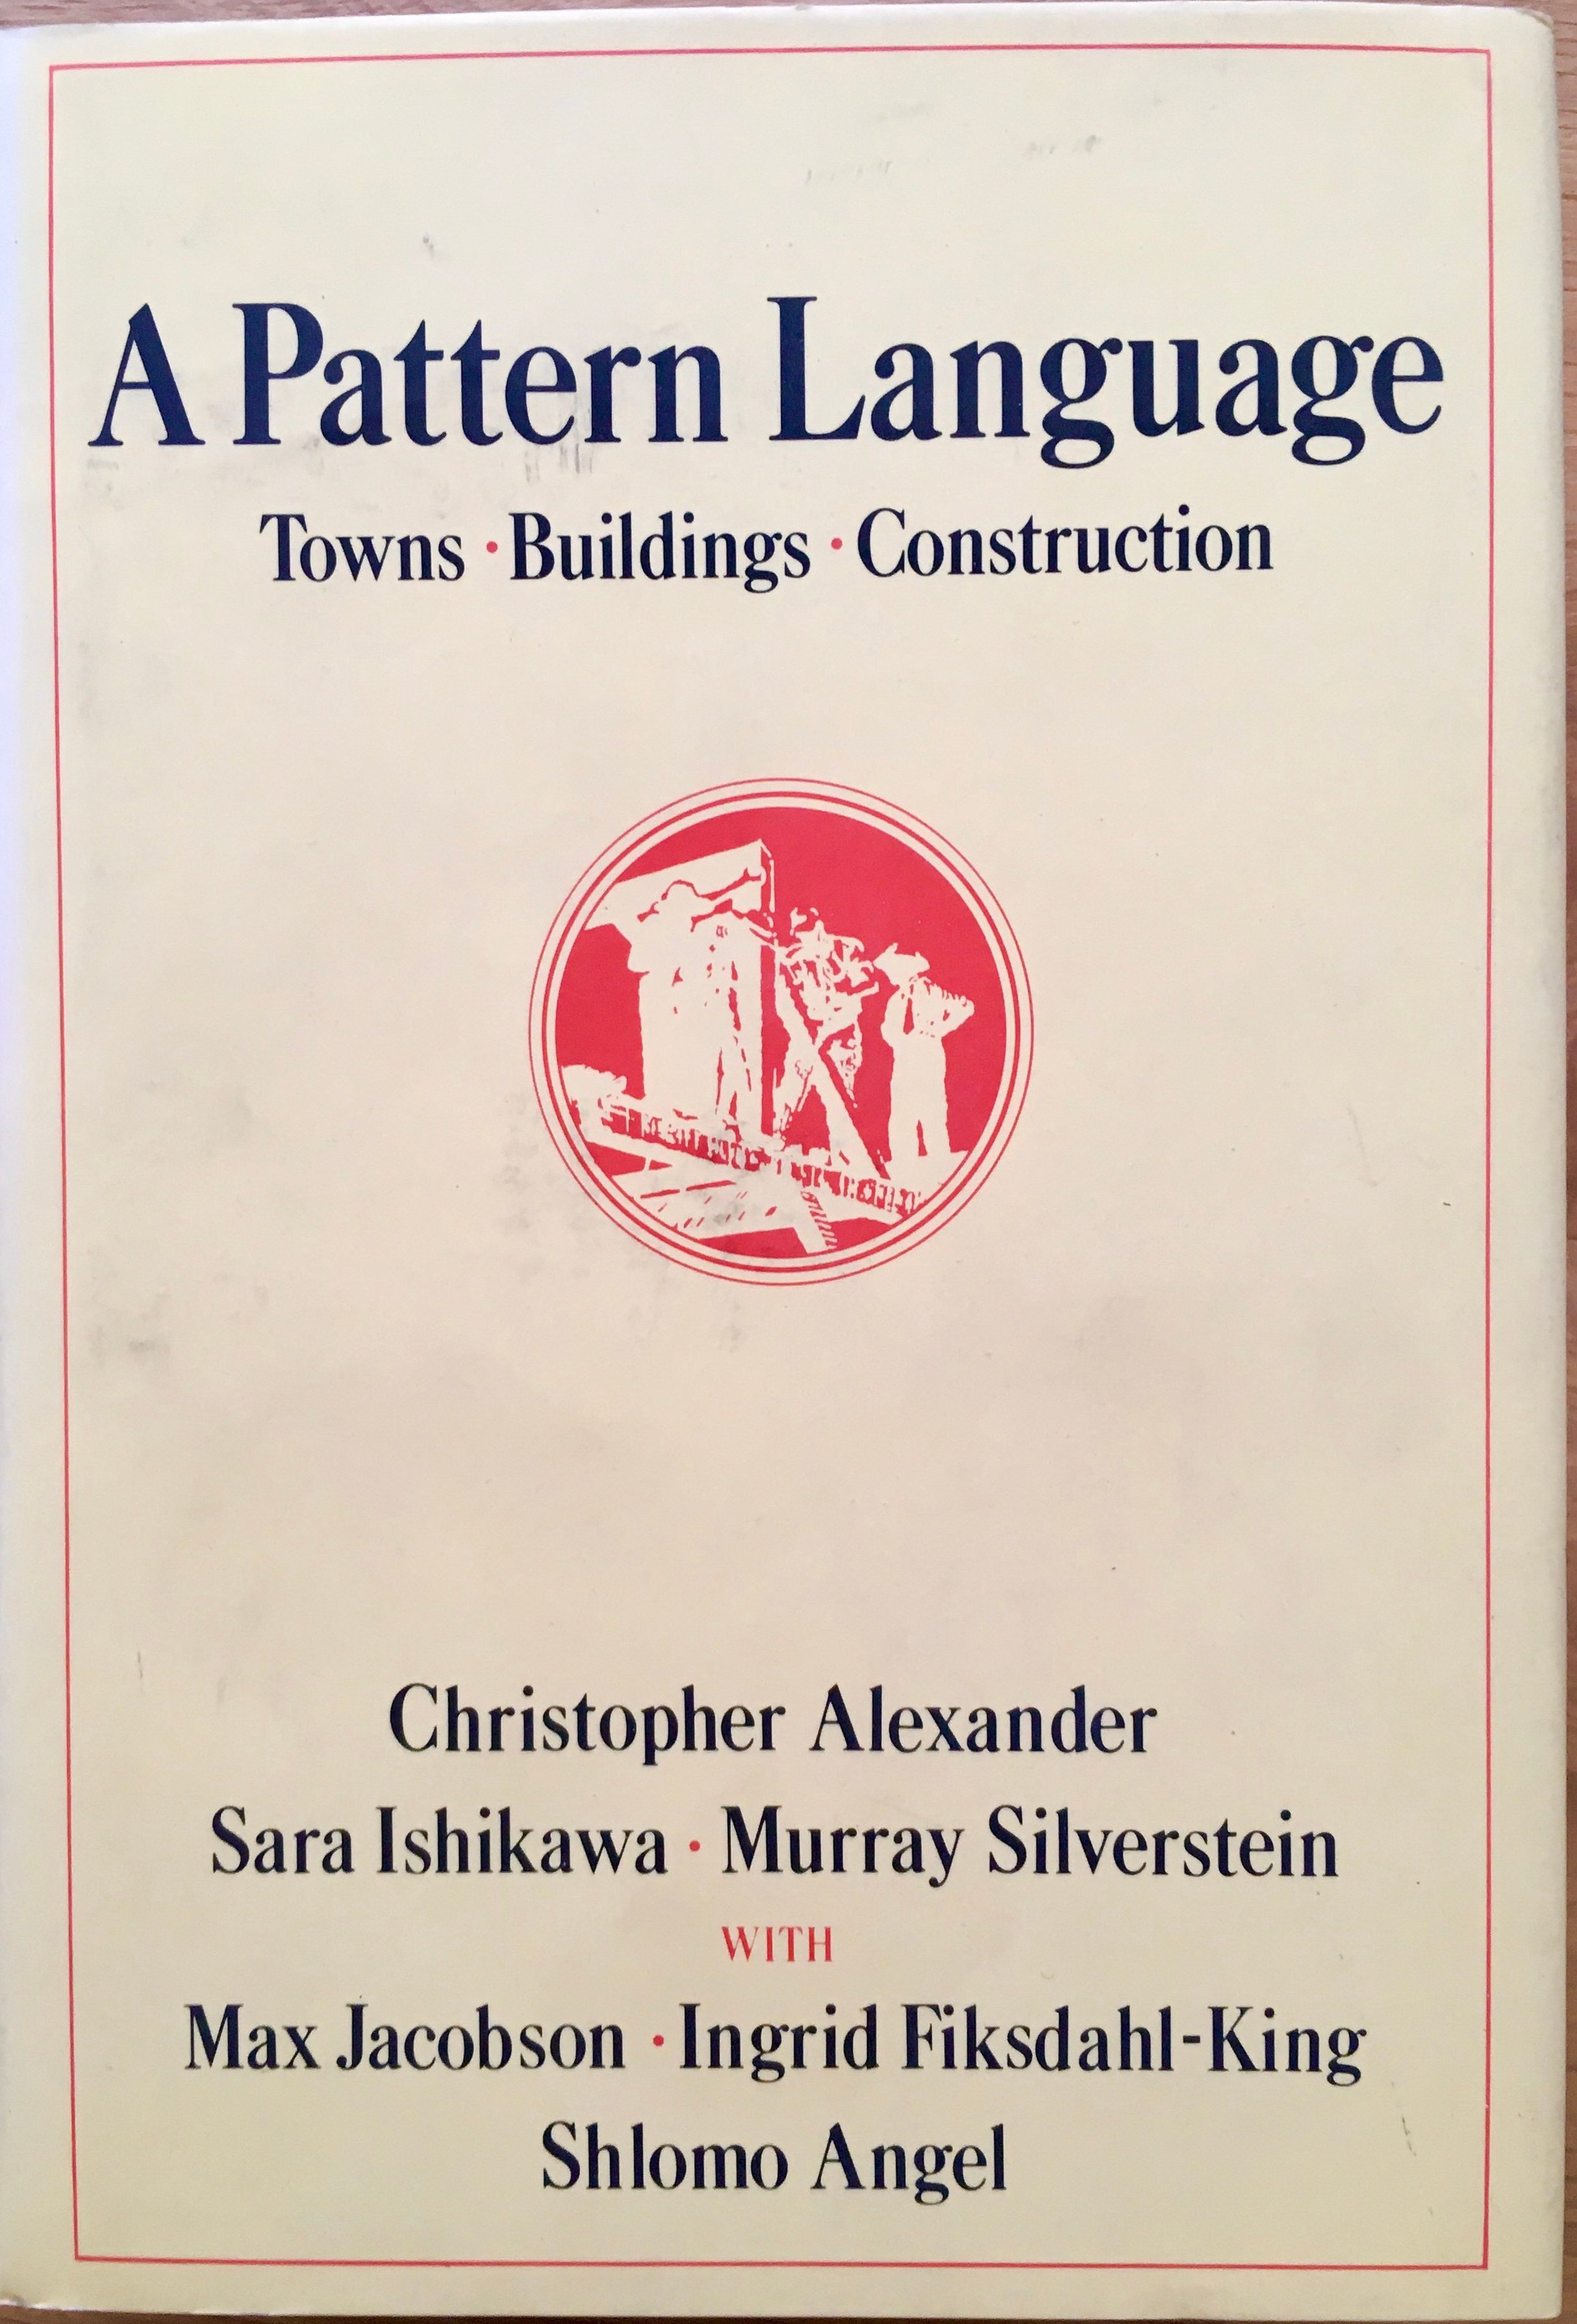 A Pattern Language
Towns · Buildings · Construction
Christopher Alexander
Sara Ishikawa · Murray Silverstein
WITH
Max Jacobson · Ingrid Fiksdahl-King
Shlomo Angel